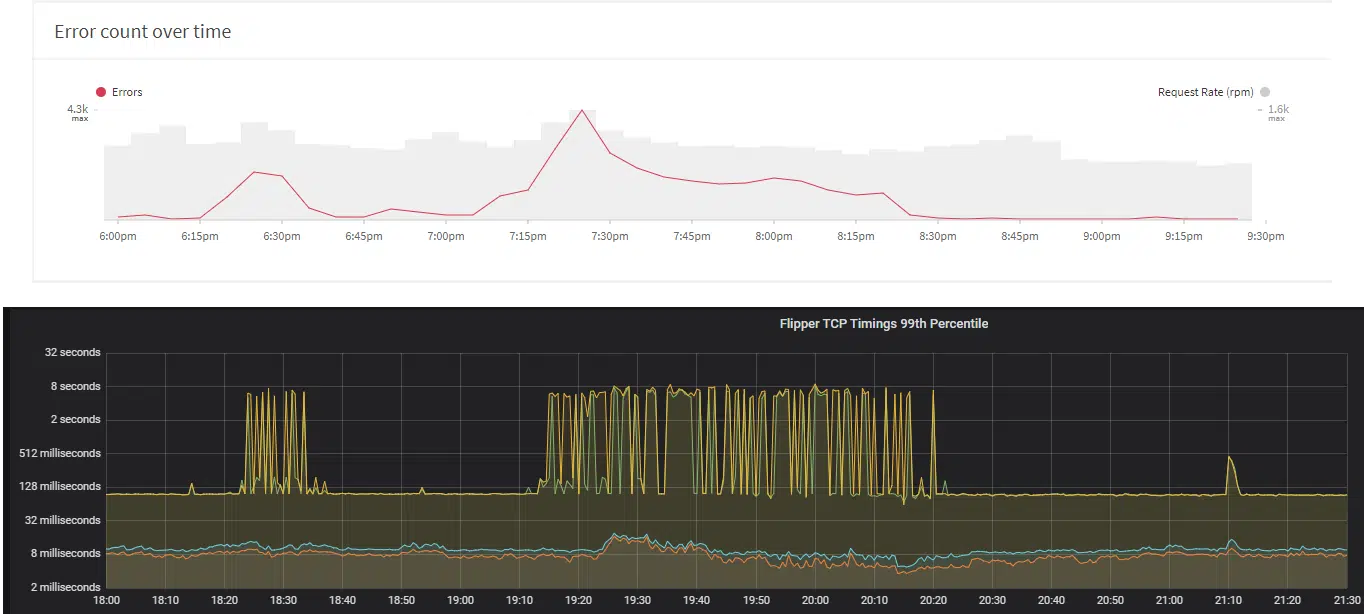 Error count over time
Errors
Request Rate (rpm)
4.3k
max
1.6k
max
6:00pm 6:15pm 6:30pm 6:45pm 7:00pm 7:15pm 7:30pm 7:45pm 8:00pm 8:15pm 8:30pm 8:45pm 9:00pm 9:15pm 9:30pm
Flipper TCP Timings 99th Percentile
32 seconds
8 seconds
2 seconds
512 milliseconds
128 milliseconds
32 milliseconds
8 milliseconds
2 milliseconds
18:00 18:10 18:20 18:30 18:40 18:50 19:00 19:10 19:20 19:30 19:40 19:50 20:00 20:10 20:20 20:30 20:40 20:50 21:00 21:10 21:20 21:30